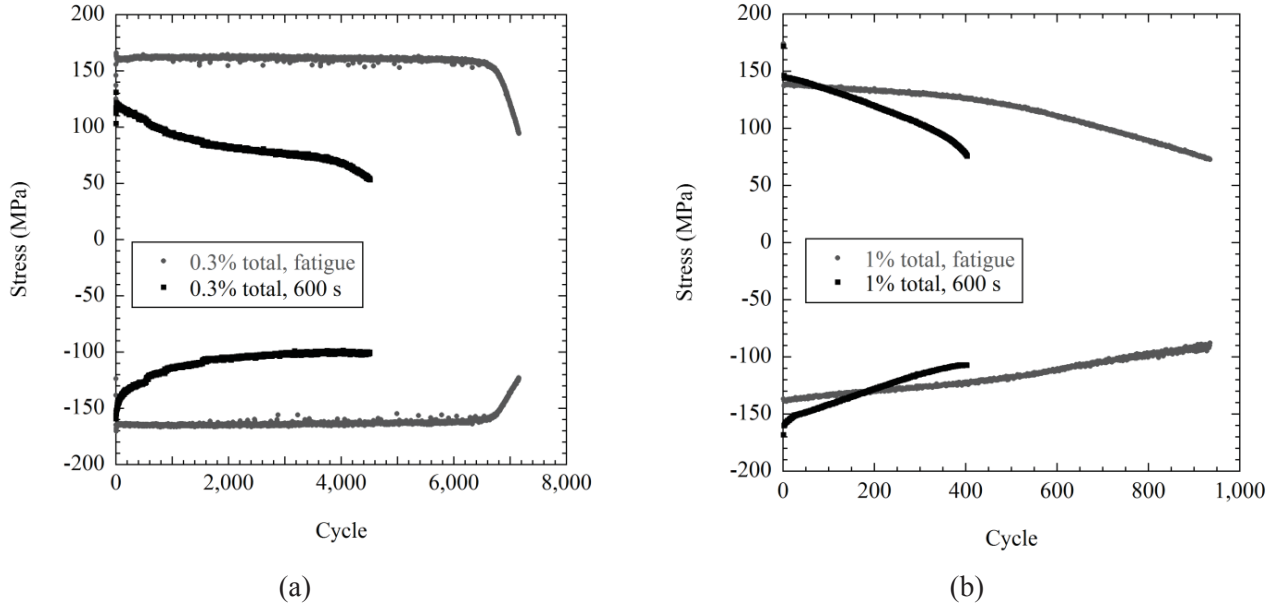 200
150
100
50
0
-50
-100
-150
-200
Stress (MPa)
0.3% total, fatigue
0.3% total, 600 s
0 2,000 4,000 6,000 8,000
Cycle
(a)
200
150
100
50
0
-50
-100
-150
-200
Stress (MPa)
1% total, fatigue
1% total, 600 s
0 200 400 600 800 1,000
Cycle
(b)